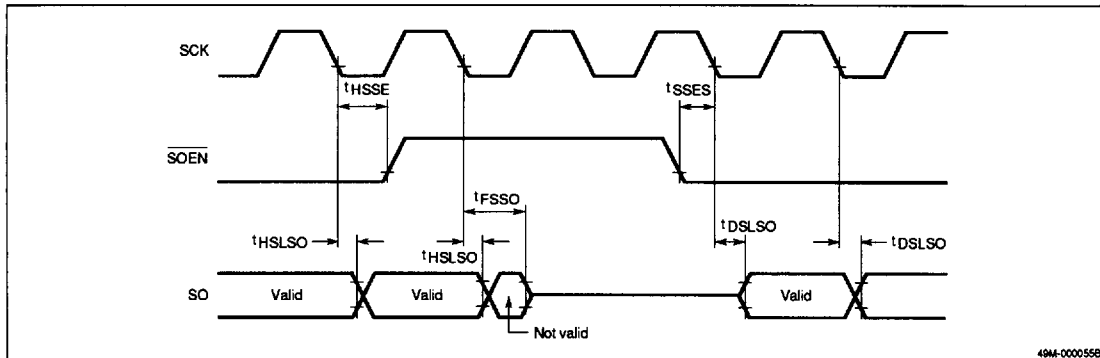 SCK
tHSSE
tSSES
SOEN
tFSSO
tHSLSO
tHSLSO
tDSLSO
tDSLSO
SO
Valid
Valid
Valid
Not valid
49M-000055B